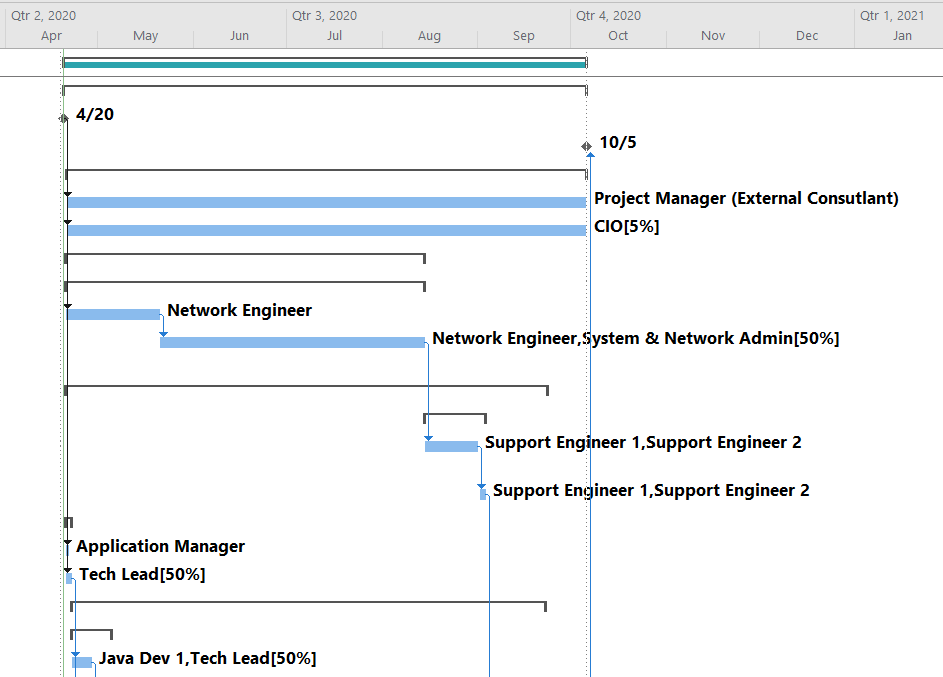 Qtr 2, 2020 Qtr 3, 2020 Qtr 4, 2020 Qtr 1, 2021
Apr May Jun Jul Aug Sep Oct Nov Dec Jan
4/20
10/5
Project Manager (External Consutlant)
CIO[5%]
Network Engineer
Network Engineer,System & Network Admin[50%]
Support Engineer 1,Support Engineer 2
Support Engineer 1,Support Engineer 2
Application Manager
Tech Lead[50%]
Java Dev 1,Tech Lead[50%]